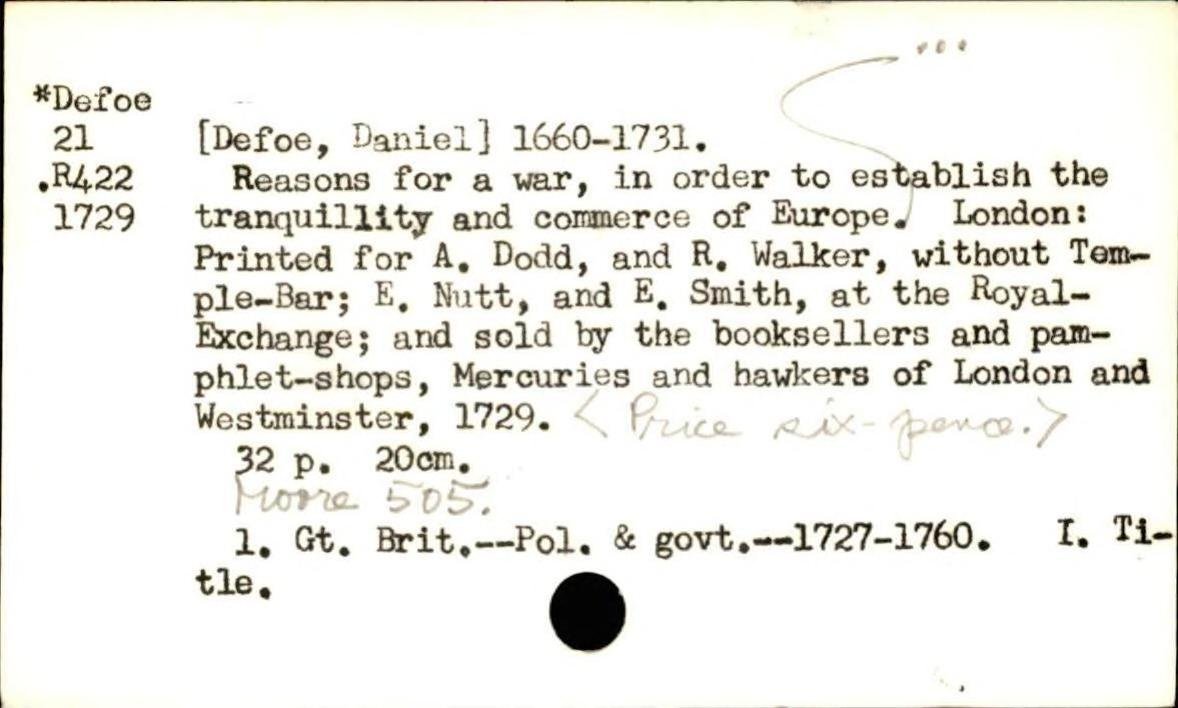 ...
*Defoe
21 [Defoe, Daniel] 1660-1731.
.R422 Reasons for a war, in order to establish the
1729 tranquillity and commerce of Europe. London:
Printed for A. Dodd, and R. Walker, without Tem-
ple-Bar; E. Nutt, and E. Smith, at the Royal-
Exchange; and sold by the booksellers and pam-
phlet-shops, Mercuries and hawkers of London and
Westminster, 1729. <Price six-pence.>
32 p. 20cm.
Moore 505.
1. Gt. Brit.--Pol. & govt.--1727-1760. I. Ti-
tle.